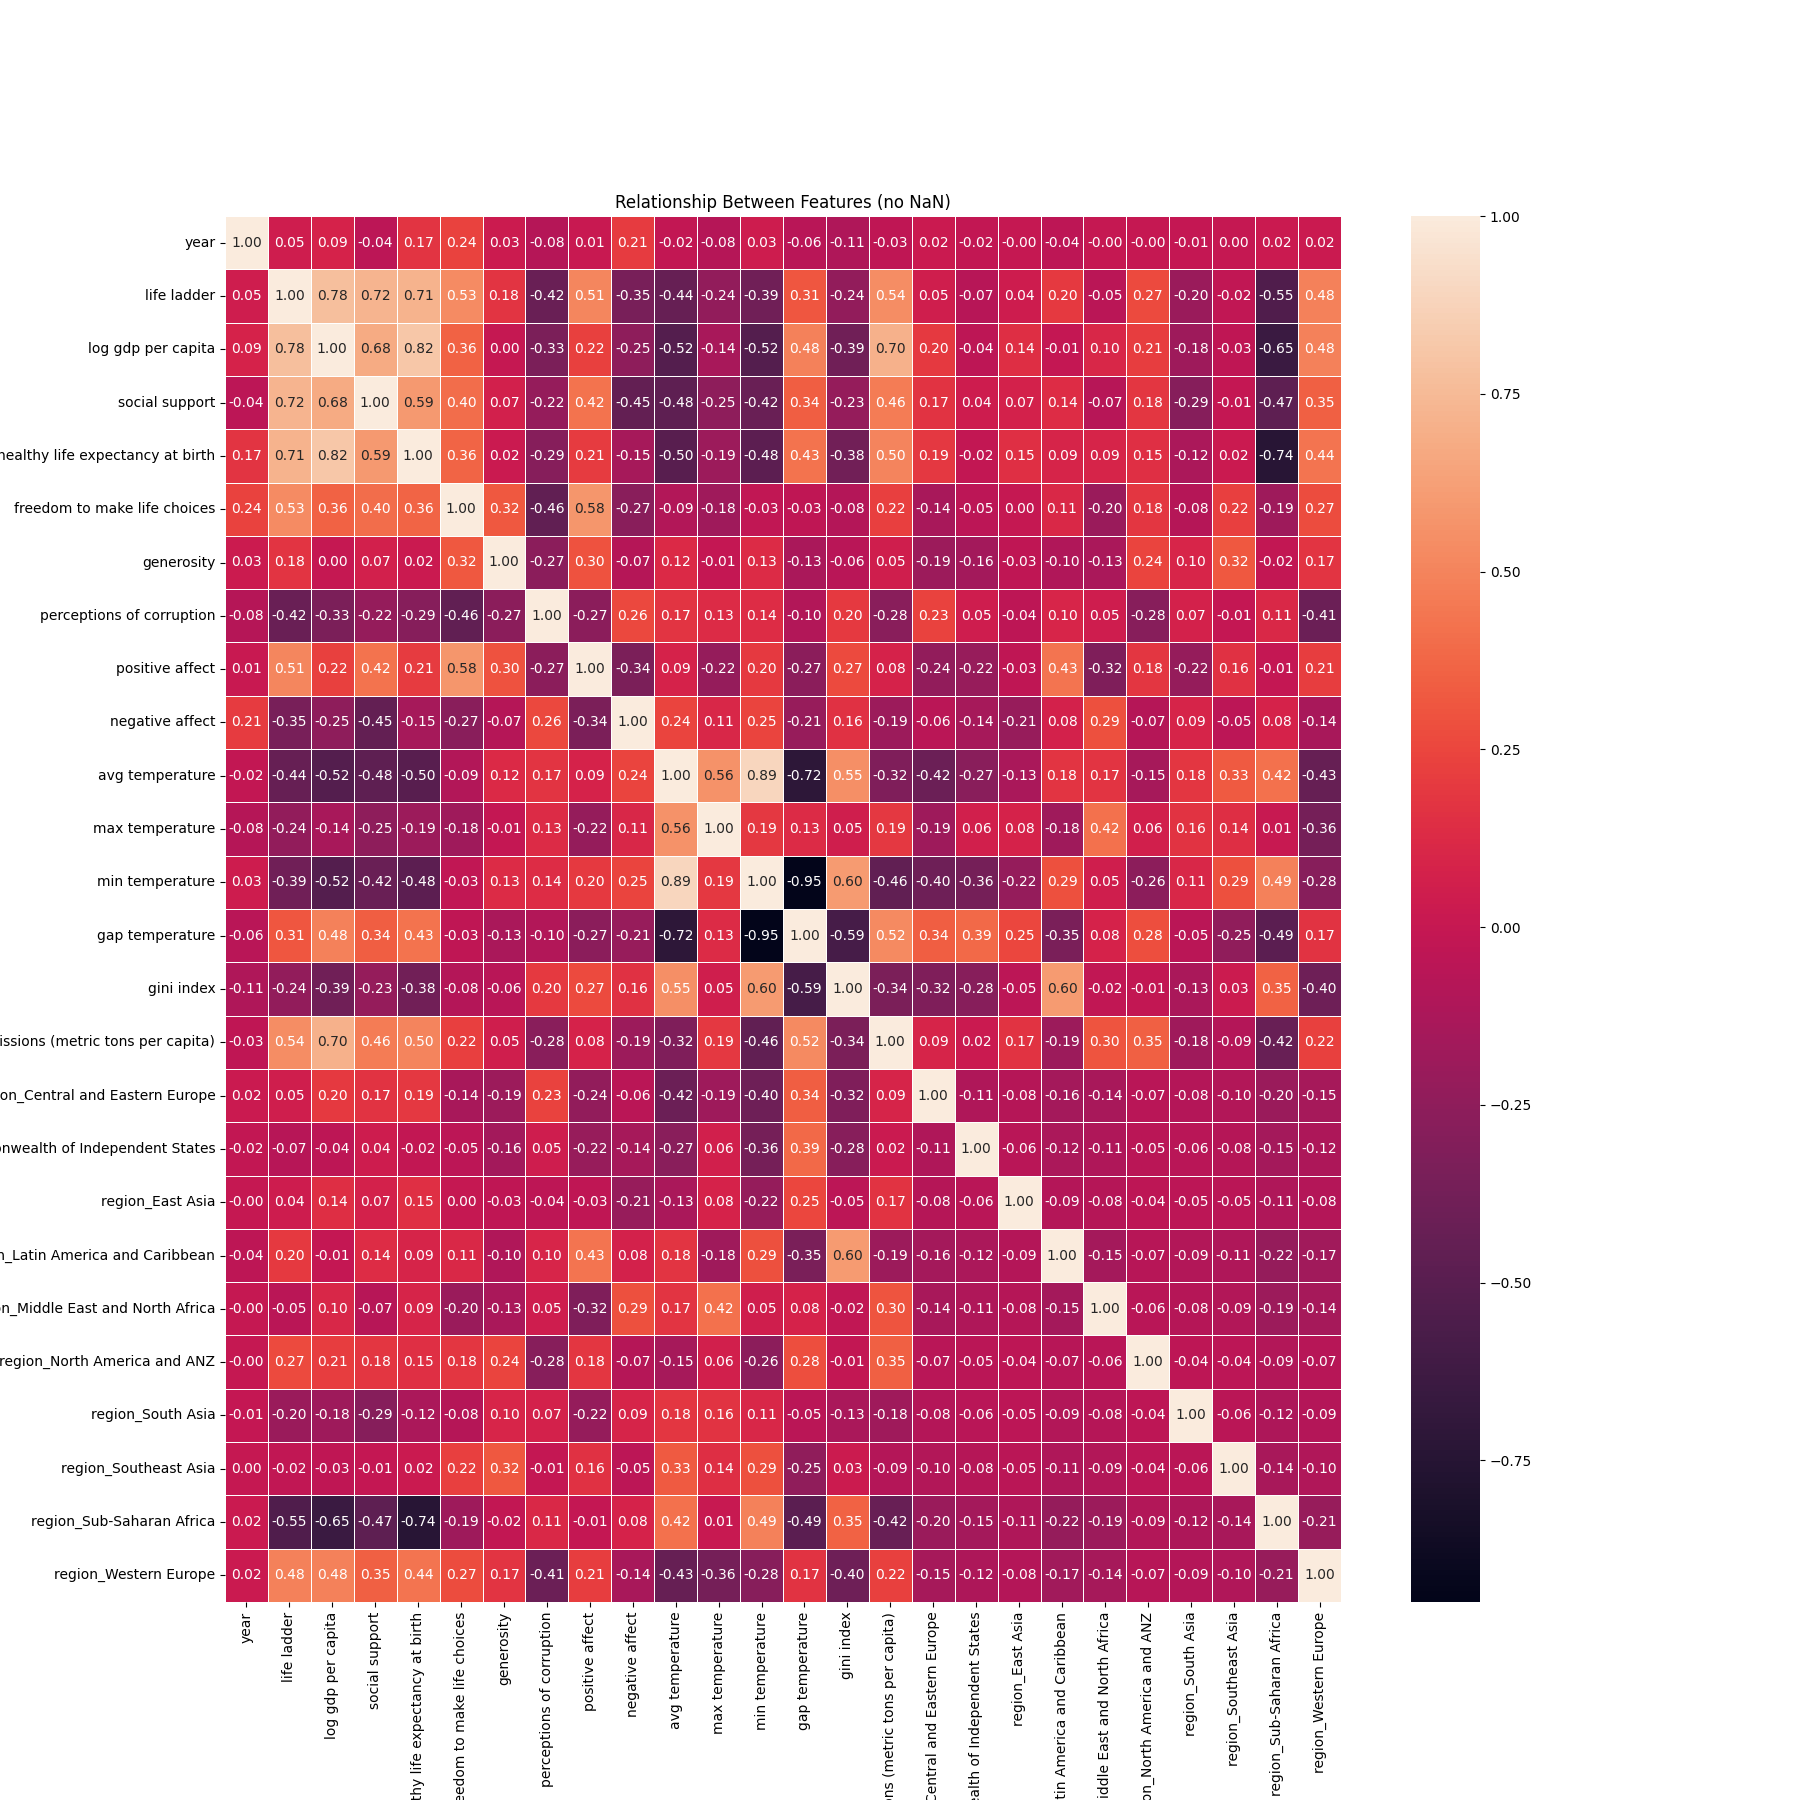 Relationship Between Features (no NaN)
year 1.00 0.05 0.09 -0.04 0.17 0.24 0.03 -0.08 0.01 0.21 -0.02 -0.08 0.03 -0.06 -0.11 -0.03 0.02 -0.02 -0.00 -0.04 -0.00 -0.00 -0.01 0.00 0.02 0.02
life ladder 0.05 1.00 0.78 0.72 0.71 0.53 0.18 -0.42 0.51 -0.35 -0.44 -0.24 -0.39 0.31 -0.24 0.54 0.05 -0.07 0.04 0.20 -0.05 0.27 -0.20 -0.02 -0.55 0.48
log gdp per capita 0.09 0.78 1.00 0.68 0.82 0.36 0.00 -0.33 0.22 -0.25 -0.52 -0.14 -0.52 0.48 -0.39 0.70 0.20 -0.04 0.14 -0.01 0.10 0.21 -0.18 -0.03 -0.65 0.48
social support -0.04 0.72 0.68 1.00 0.59 0.40 0.07 -0.22 0.42 -0.45 -0.48 -0.25 -0.42 0.34 -0.23 0.46 0.17 0.04 0.07 0.14 -0.07 0.18 -0.29 -0.01 -0.47 0.35
healthy life expectancy at birth 0.17 0.71 0.82 0.59 1.00 0.36 0.02 -0.29 0.21 -0.15 -0.50 -0.19 -0.48 0.43 -0.38 0.50 0.19 -0.02 0.15 0.09 0.09 0.15 -0.12 0.02 -0.74 0.44
freedom to make life choices 0.24 0.53 0.36 0.40 0.36 1.00 0.32 -0.46 0.58 -0.27 -0.09 -0.18 -0.03 -0.03 -0.08 0.22 -0.14 -0.05 0.00 0.11 -0.20 0.18 -0.08 0.22 -0.19 0.27
generosity 0.03 0.18 0.00 0.07 0.02 0.32 1.00 -0.27 0.30 -0.07 0.12 -0.01 0.13 -0.13 -0.06 0.05 -0.19 -0.16 -0.03 -0.10 -0.13 0.24 0.10 0.32 -0.02 0.17
perceptions of corruption -0.08 -0.42 -0.33 -0.22 -0.29 -0.46 -0.27 1.00 -0.27 0.26 0.17 0.13 0.14 -0.10 0.20 -0.28 0.23 0.05 -0.04 0.10 0.05 -0.28 0.07 -0.01 0.11 -0.41
positive affect 0.01 0.51 0.22 0.42 0.21 0.58 0.30 -0.27 1.00 -0.34 0.09 -0.22 0.20 -0.27 0.27 0.08 -0.24 -0.22 -0.03 0.43 -0.32 0.18 -0.22 0.16 -0.01 0.21
negative affect 0.21 -0.35 -0.25 -0.45 -0.15 -0.27 -0.07 0.26 -0.34 1.00 0.24 0.11 0.25 -0.21 0.16 -0.19 -0.06 -0.14 -0.21 0.08 0.29 -0.07 0.09 -0.05 0.08 -0.14
avg temperature -0.02 -0.44 -0.52 -0.48 -0.50 -0.09 0.12 0.17 0.09 0.24 1.00 0.56 0.89 -0.72 0.55 -0.32 -0.42 -0.27 -0.13 0.18 0.17 -0.15 0.18 0.33 0.42 -0.43
max temperature -0.08 -0.24 -0.14 -0.25 -0.19 -0.18 -0.01 0.13 -0.22 0.11 0.56 1.00 0.19 0.13 0.05 0.19 -0.19 0.06 0.08 -0.18 0.42 0.06 0.16 0.14 0.01 -0.36
min temperature 0.03 -0.39 -0.52 -0.42 -0.48 -0.03 0.13 0.14 0.20 0.25 0.89 0.19 1.00 -0.95 0.60 -0.46 -0.40 -0.36 -0.22 0.29 0.05 -0.26 0.11 0.29 0.49 -0.28
gap temperature -0.06 0.31 0.48 0.34 0.43 -0.03 -0.13 -0.10 -0.27 -0.21 -0.72 0.13 -0.95 1.00 -0.59 0.52 0.34 0.39 0.25 -0.35 0.08 0.28 -0.05 -0.25 -0.49 0.17
gini index -0.11 -0.24 -0.39 -0.23 -0.38 -0.08 -0.06 0.20 0.27 0.16 0.55 0.05 0.60 -0.59 1.00 -0.34 -0.32 -0.28 -0.05 0.60 -0.02 -0.01 -0.13 0.03 0.35 -0.40
issions (metric tons per capita) -0.03 0.54 0.70 0.46 0.50 0.22 0.05 -0.28 0.08 -0.19 -0.32 0.19 -0.46 0.52 -0.34 1.00 0.09 0.02 0.17 -0.19 0.30 0.35 -0.18 -0.09 -0.42 0.22
on_Central and Eastern Europe 0.02 0.05 0.20 0.17 0.19 -0.14 -0.19 0.23 -0.24 -0.06 -0.42 -0.19 -0.40 0.34 -0.32 0.09 1.00 -0.11 -0.08 -0.16 -0.14 -0.07 -0.08 -0.10 -0.20 -0.15
nwealth of Independent States -0.02 -0.07 -0.04 0.04 -0.02 -0.05 -0.16 0.05 -0.22 -0.14 -0.27 0.06 -0.36 0.39 -0.28 0.02 -0.11 1.00 -0.06 -0.12 -0.11 -0.05 -0.06 -0.08 -0.15 -0.12
region_East Asia -0.00 0.04 0.14 0.07 0.15 0.00 -0.03 -0.04 -0.03 -0.21 -0.13 0.08 -0.22 0.25 -0.05 0.17 -0.08 -0.06 1.00 -0.09 -0.08 -0.04 -0.05 -0.05 -0.11 -0.08
n_Latin America and Caribbean -0.04 0.20 -0.01 0.14 0.09 0.11 -0.10 0.10 0.43 0.08 0.18 -0.18 0.29 -0.35 0.60 -0.19 -0.16 -0.12 -0.09 1.00 -0.15 -0.07 -0.09 -0.11 -0.22 -0.17
on_Middle East and North Africa -0.00 -0.05 0.10 -0.07 0.09 -0.20 -0.13 0.05 -0.32 0.29 0.17 0.42 0.05 0.08 -0.02 0.30 -0.14 -0.11 -0.08 -0.15 1.00 -0.06 -0.08 -0.09 -0.19 -0.14
region_North America and ANZ -0.00 0.27 0.21 0.18 0.15 0.18 0.24 -0.28 0.18 -0.07 -0.15 0.06 -0.26 0.28 -0.01 0.35 -0.07 -0.05 -0.04 -0.07 -0.06 1.00 -0.04 -0.04 -0.09 -0.07
region_South Asia -0.01 -0.20 -0.18 -0.29 -0.12 -0.08 0.10 0.07 -0.22 0.09 0.18 0.16 0.11 -0.05 -0.13 -0.18 -0.08 -0.06 -0.05 -0.09 -0.08 -0.04 1.00 -0.06 -0.12 -0.09
region_Southeast Asia 0.00 -0.02 -0.03 -0.01 0.02 0.22 0.32 -0.01 0.16 -0.05 0.33 0.14 0.29 -0.25 0.03 -0.09 -0.10 -0.08 -0.05 -0.11 -0.09 -0.04 -0.06 1.00 -0.14 -0.10
region_Sub-Saharan Africa 0.02 -0.55 -0.65 -0.47 -0.74 -0.19 -0.02 0.11 -0.01 0.08 0.42 0.01 0.49 -0.49 0.35 -0.42 -0.20 -0.15 -0.11 -0.22 -0.19 -0.09 -0.12 -0.14 1.00 -0.21
region_Western Europe 0.02 0.48 0.48 0.35 0.44 0.27 0.17 -0.41 0.21 -0.14 -0.43 -0.36 -0.28 0.17 -0.40 0.22 -0.15 -0.12 -0.08 -0.17 -0.14 -0.07 -0.09 -0.10 -0.21 1.00
year
life ladder
log gdp per capita
social support
thy life expectancy at birth
eedom to make life choices
generosity
perceptions of corruption
positive affect
negative affect
avg temperature
max temperature
min temperature
gap temperature
gini index
ons (metric tons per capita)
Central and Eastern Europe
ealth of Independent States
region_East Asia
tin America and Caribbean
iddle East and North Africa
on_North America and ANZ
region_South Asia
region_Southeast Asia
region_Sub-Saharan Africa
region_Western Europe
1.00
0.75
0.50
0.25
0.00
−0.25
−0.50
−0.75